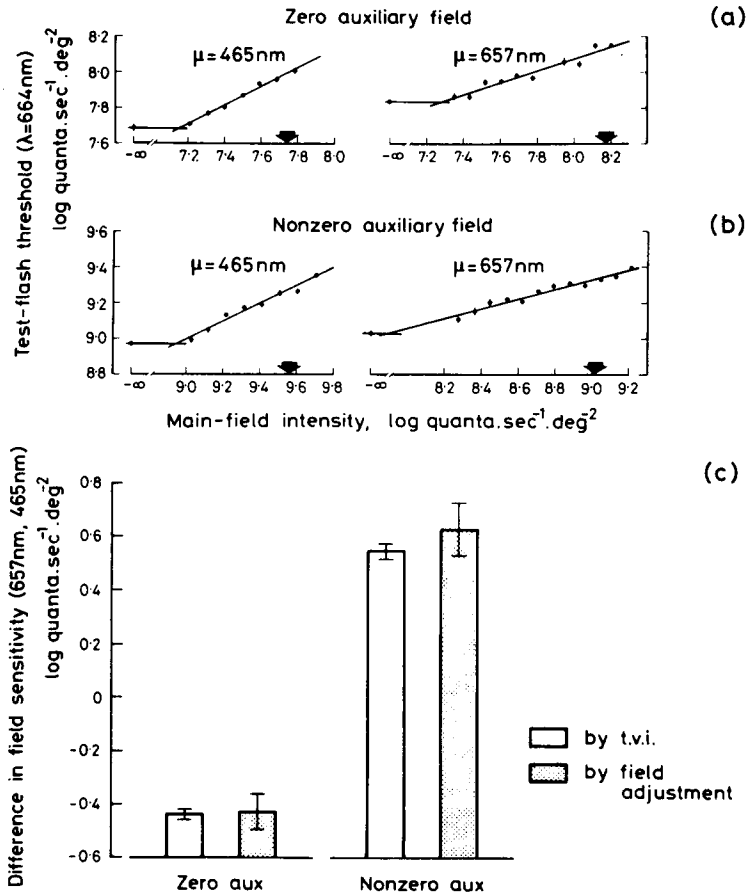 Zero auxiliary field
(a)
Test-flash threshold (λ=664nm)
log quanta.sec⁻¹.deg⁻²
8·2
8·0
7·8
7·6
μ=465nm
μ=657nm
-∞ 7·2 7·4 7·6 7·8 8·0
-∞ 7·2 7·4 7·6 7·8 8·0 8·2
Nonzero auxiliary field
(b)
9·6
9·4
9·2
9·0
8·8
μ=465nm
μ=657nm
-∞ 9·0 9·2 9·4 9·6 9·8
-∞ 8·2 8·4 8·6 8·8 9·0 9·2
Main-field intensity, log quanta.sec⁻¹.deg⁻²
(c)
Difference in field sensitivity (657nm, 465nm)
log quanta.sec⁻¹.deg⁻²
0·8
0·6
0·4
0·2
0
-0·2
-0·4
-0·6
by t.v.i.
by field
adjustment
Zero aux
Nonzero aux